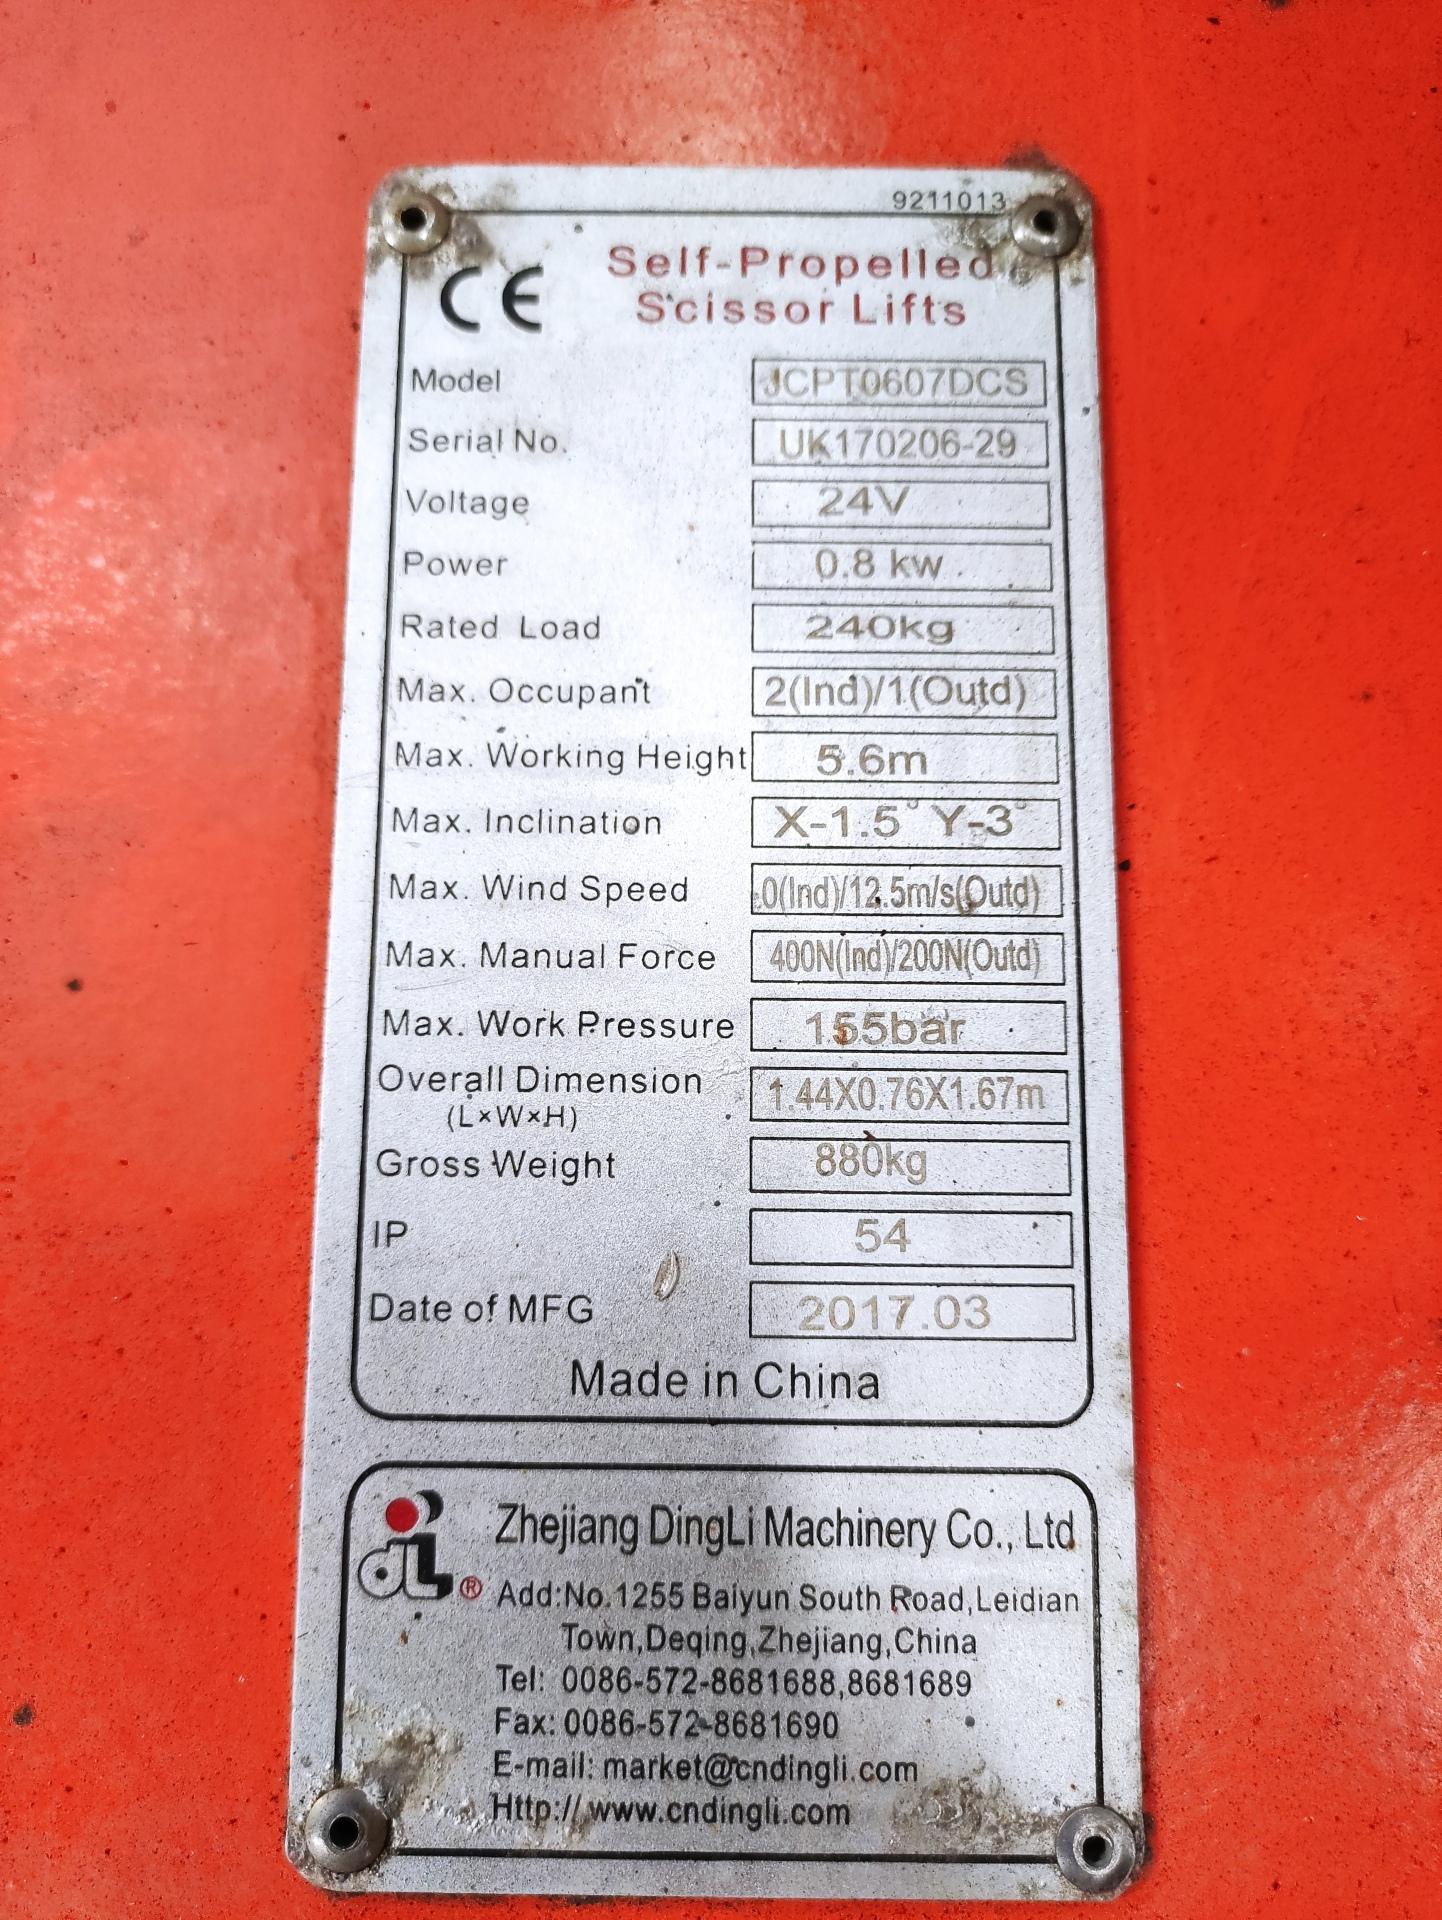 9211013
CE Self-Propelled
Scissor Lifts
Model JCPT0607DCS
Serial No. UK170206-29
Voltage 24V
Power 0.8 kw
Rated Load 240kg
Max. Occupant 2(Ind)/1(Outd)
Max. Working Height 5.6m
Max. Inclination X-1.5° Y-3°
Max. Wind Speed 0(Ind)/12.5m/s(Outd)
Max. Manual Force 400N(Ind)/200N(Outd)
Max. Work Pressure 155bar
Overall Dimension 1.44X0.76X1.67m
(L×W×H)
Gross Weight 880kg
IP 54
Date of MFG 2017.03
Made in China
dL® Zhejiang DingLi Machinery Co., Ltd
Add:No.1255 Baiyun South Road,Leidian
Town,Deqing,Zhejiang,China
Tel: 0086-572-8681688,8681689
Fax: 0086-572-8681690
E-mail: market@cndingli.com
Http:// www.cndingli.com